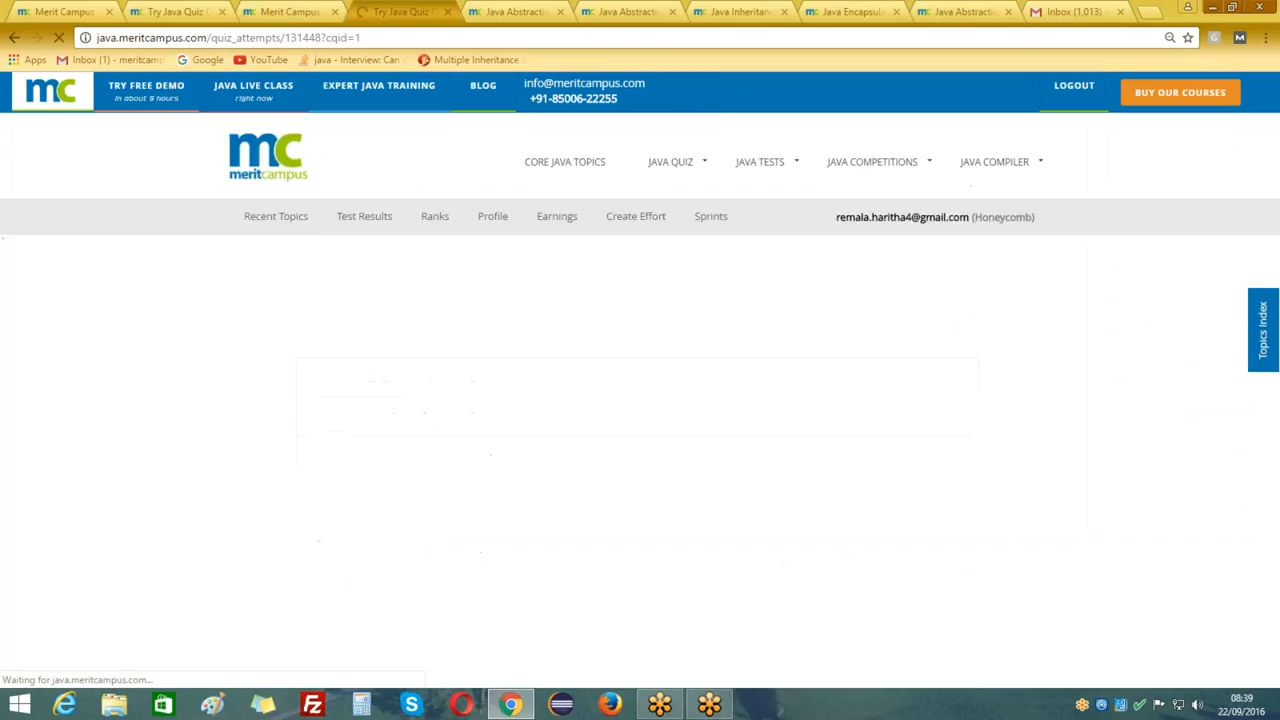 Merit Campus
Try Java Quiz
Merit Campus
Try Java Quiz
Java Abstractio
Java Abstractio
Java Inheritan
Java Encapsula
Java Abstractio
Inbox (1,013)
java.meritcampus.com/quiz_attempts/131448?cqid=1
Apps
Inbox (1) - meritcamp
Google
YouTube
java - Interview: Can
Multiple Inheritance
mc
TRY FREE DEMO
in about 9 hours
JAVA LIVE CLASS
right now
EXPERT JAVA TRAINING
BLOG
info@meritcampus.com
+91-85006-22255
LOGOUT
BUY OUR COURSES
mc
meritcampus
CORE JAVA TOPICS
JAVA QUIZ
JAVA TESTS
JAVA COMPETITIONS
JAVA COMPILER
Recent Topics
Test Results
Ranks
Profile
Earnings
Create Effort
Sprints
remala.haritha4@gmail.com (Honeycomb)
Topics Index
Waiting for java.meritcampus.com...
08:39
22/09/2016